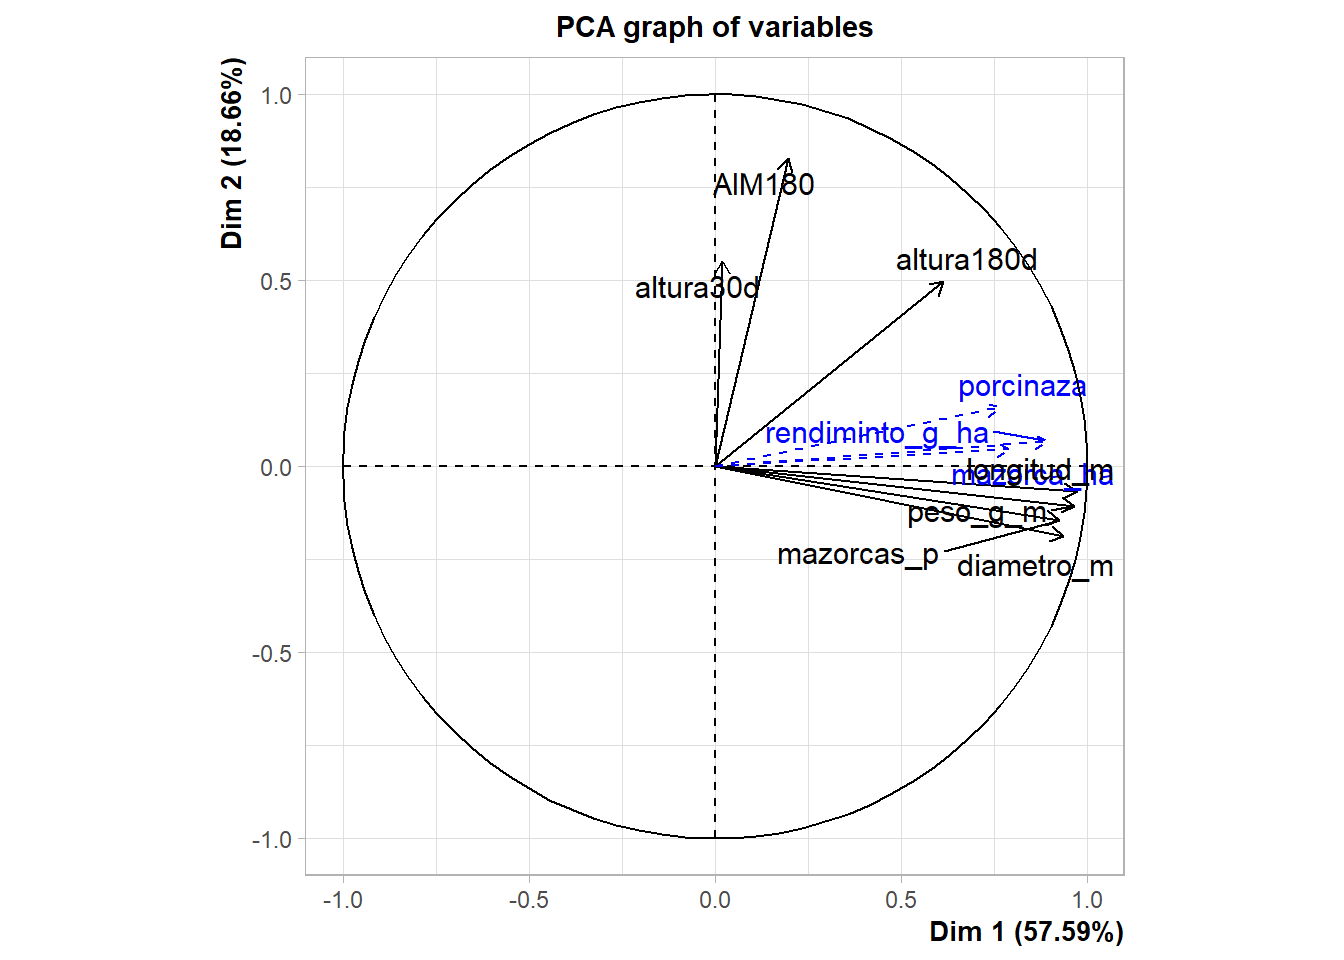 PCA graph of variables
Dim 2 (18.66%)
1.0
0.5
0.0
-0.5
-1.0
AIM180
altura30d
altura180d
porcinaza
rendiminto_g_ha
longitud_m
mazorca_ha
peso_g_m
mazorcas_p
diametro_m
-1.0
-0.5
0.0
0.5
1.0
Dim 1 (57.59%)